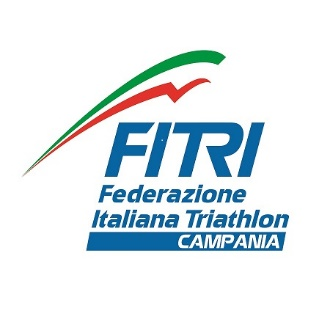 FITRI
Federazione
Italiana Triathlon
CAMPANIA